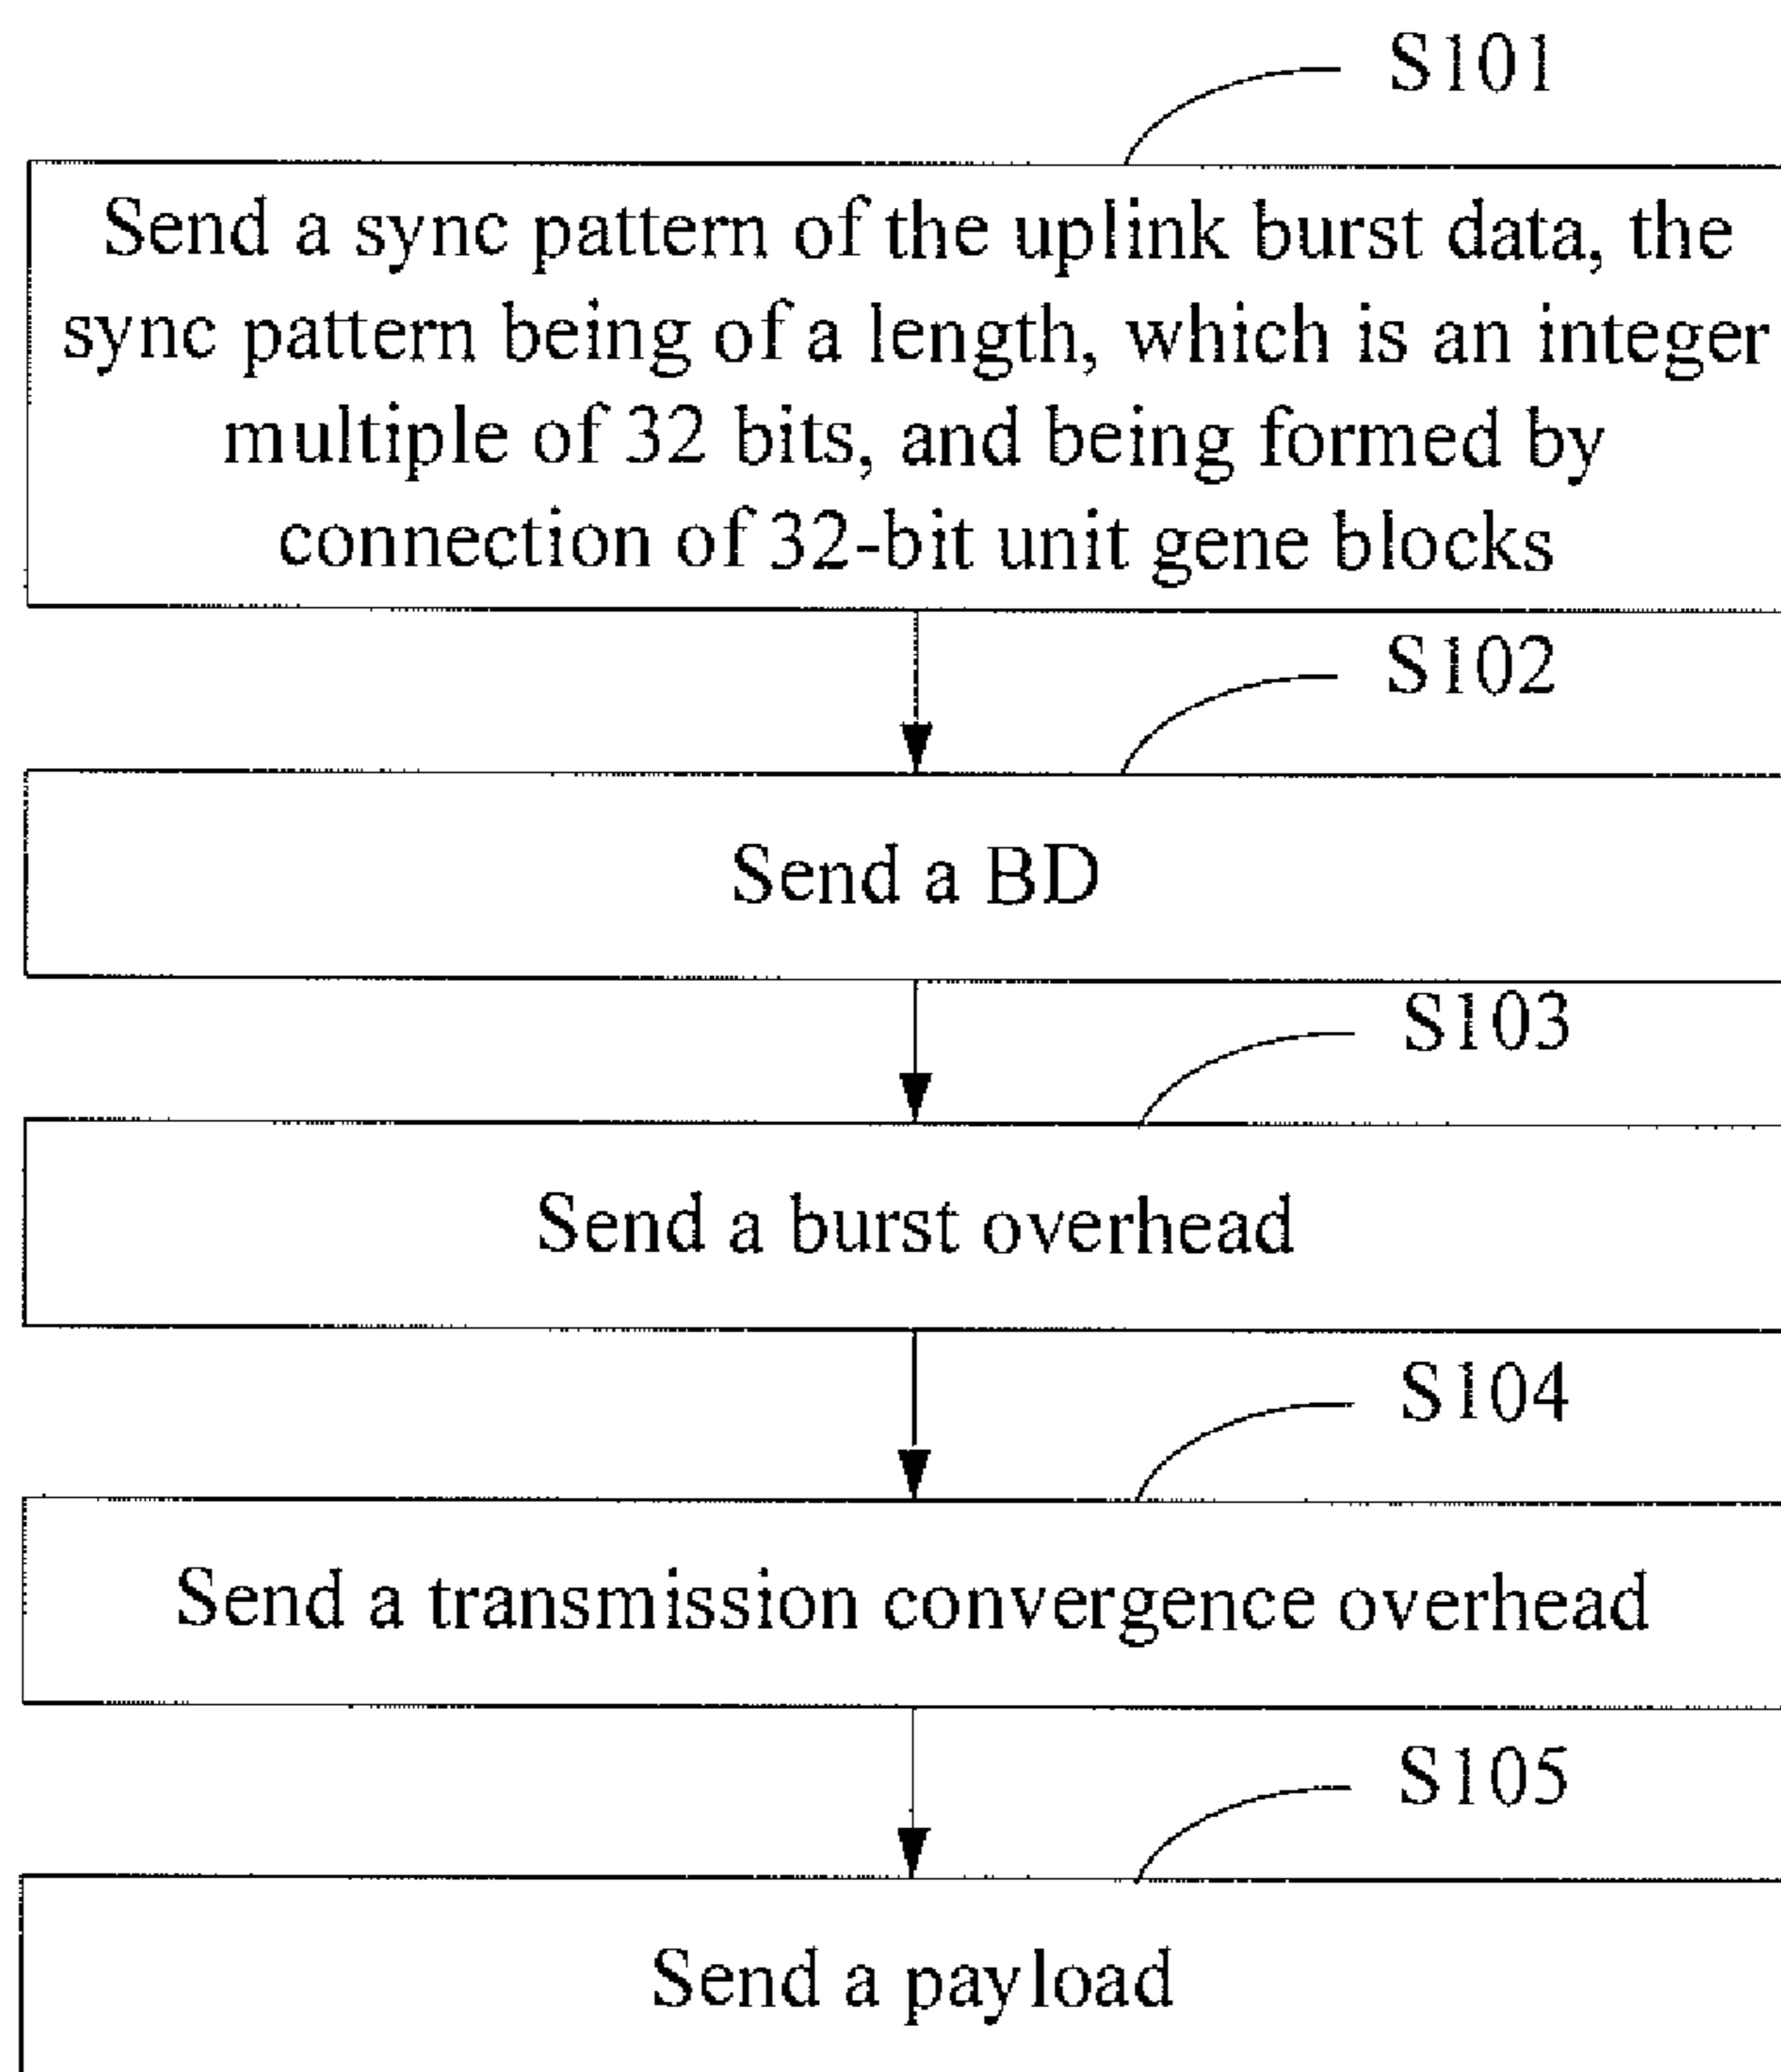 S101
Send a sync pattern of the uplink burst data, the
sync pattern being of a length, which is an integer
multiple of 32 bits, and being formed by
connection of 32-bit unit gene blocks
S102
Send a BD
S103
Send a burst overhead
S104
Send a transmission convergence overhead
S105
Send a payload